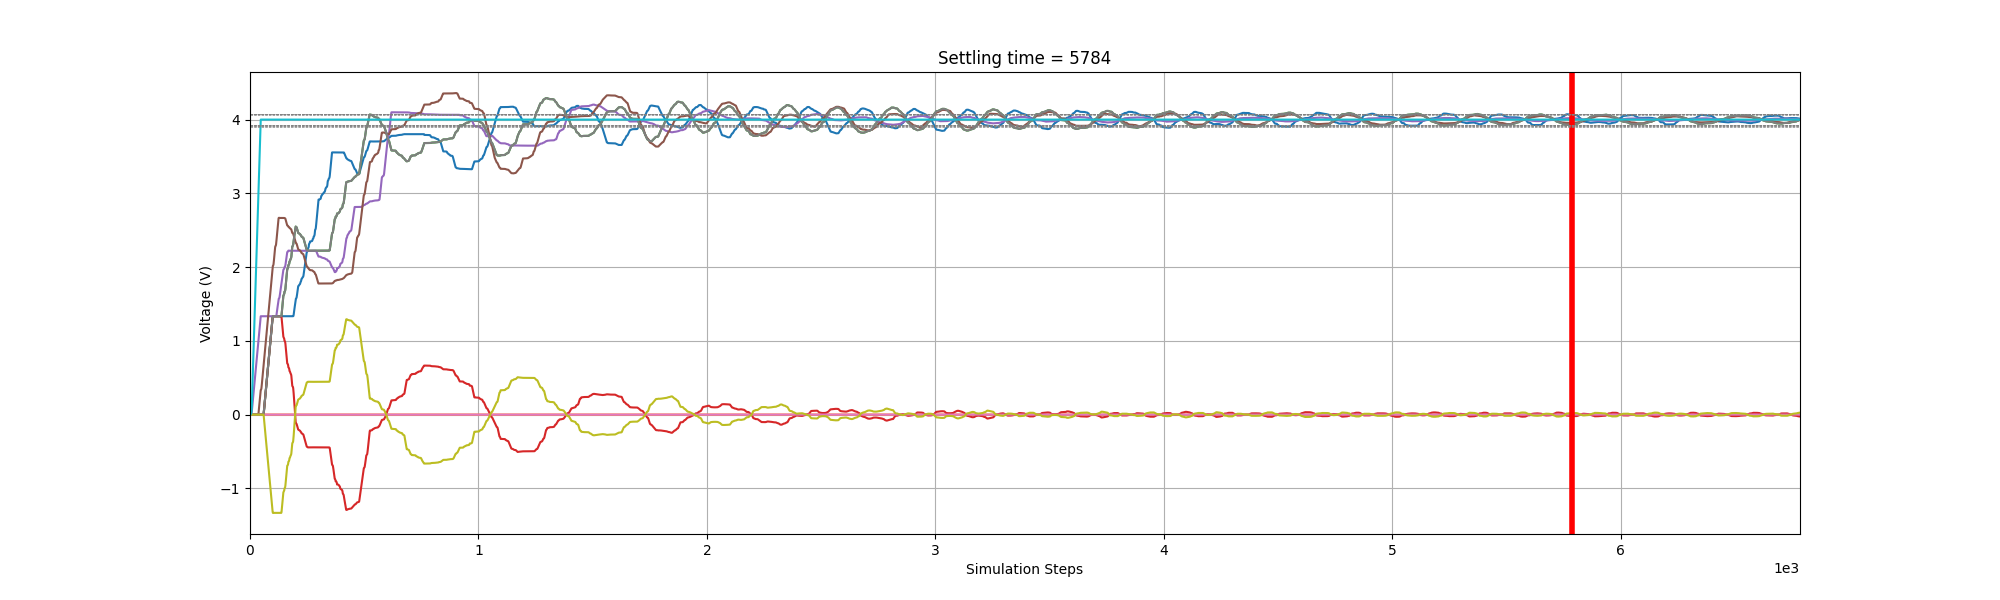 Settling time = 5784
Voltage (V)
4
3
2
1
0
−1
0 1 2 3 4 5 6
Simulation Steps
1e3